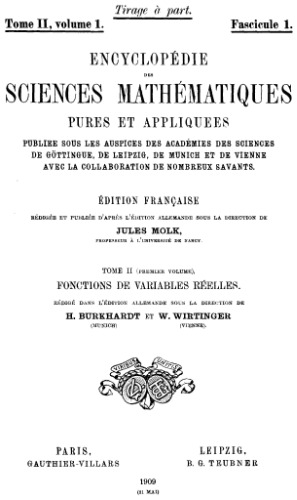 Tirage à part.
Tome II, volume 1. Fascicule 1.
ENCYCLOPÉDIE
DES
SCIENCES MATHÉMATIQUES
PURES ET APPLIQUEES
PUBLIEE SOUS LES AUSPICES DES ACADÉMIES DES SCIENCES
DE GÖTTINGUE, DE LEIPZIG, DE MUNICH ET DE VIENNE
AVEC LA COLLABORATION DE NOMBREUX SAVANTS.
ÉDITION FRANÇAISE
RÉDIGÉE ET PUBLIÉE D'APRÈS L'ÉDITION ALLEMANDE SOUS LA DIRECTION DE
JULES MOLK,
PROFESSEUR À L'UNIVERSITÉ DE NANCY.
TOME II (PREMIER VOLUME),
FONCTIONS DE VARIABLES RÉELLES.
RÉDIGÉ DANS L'ÉDITION ALLEMANDE SOUS LA DIRECTION DE
H. BURKHARDT ET W. WIRTINGER
(MUNICH) (VIENNE).
PARIS, LEIPZIG,
GAUTHIER-VILLARS B. G. TEUBNER
1909
(31 MAI)